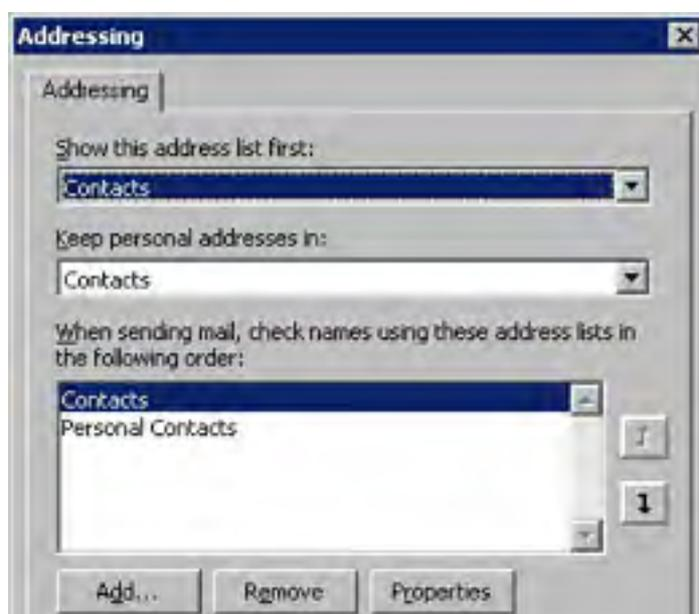 Addressing
Addressing
Show this address list first:
Contacts
Keep personal addresses in:
Contacts
When sending mail, check names using these address lists in
the following order:
Contacts
Personal Contacts
Add...
Remove
Properties